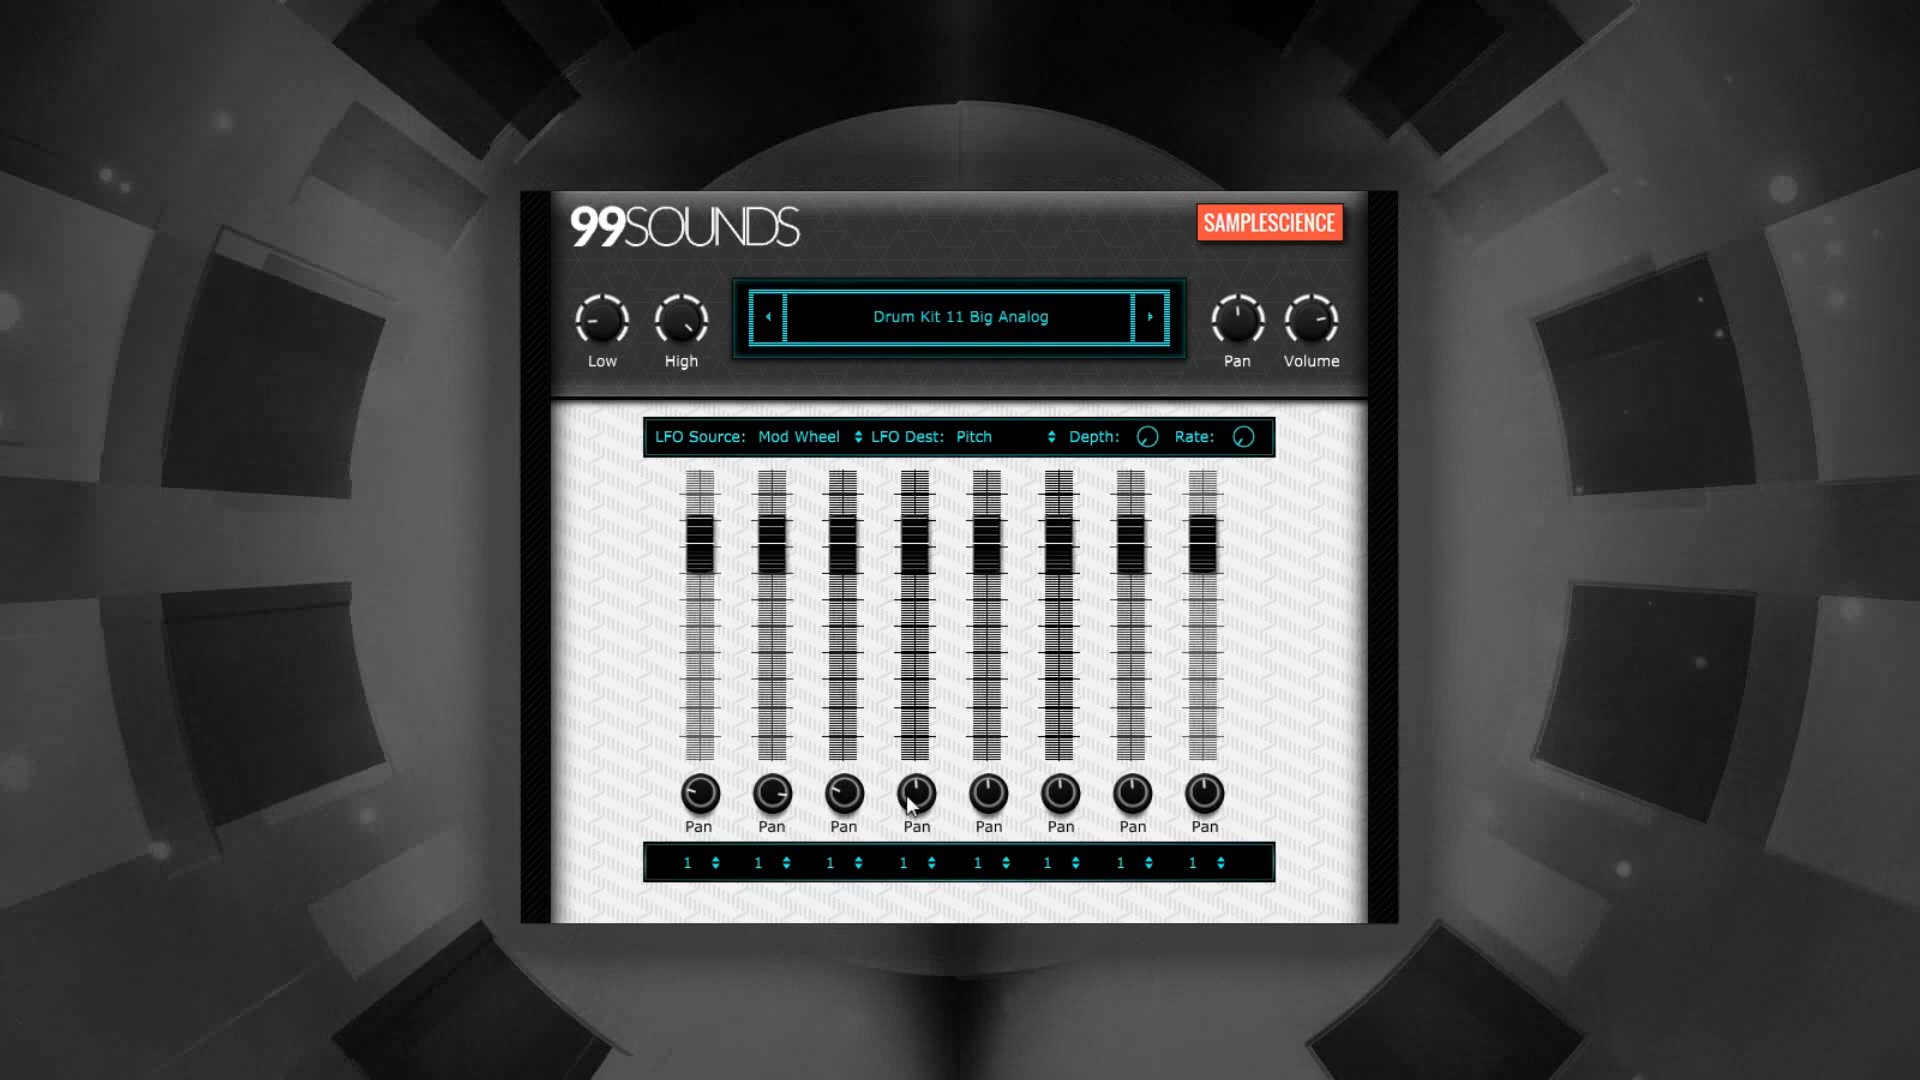 99SOUNDS
SAMPLESCIENCE
Drum Kit 11 Big Analog
Low High Pan Volume
LFO Source: Mod Wheel LFO Dest: Pitch Depth: Rate:
Pan Pan Pan Pan Pan Pan Pan Pan
1 1 1 1 1 1 1 1